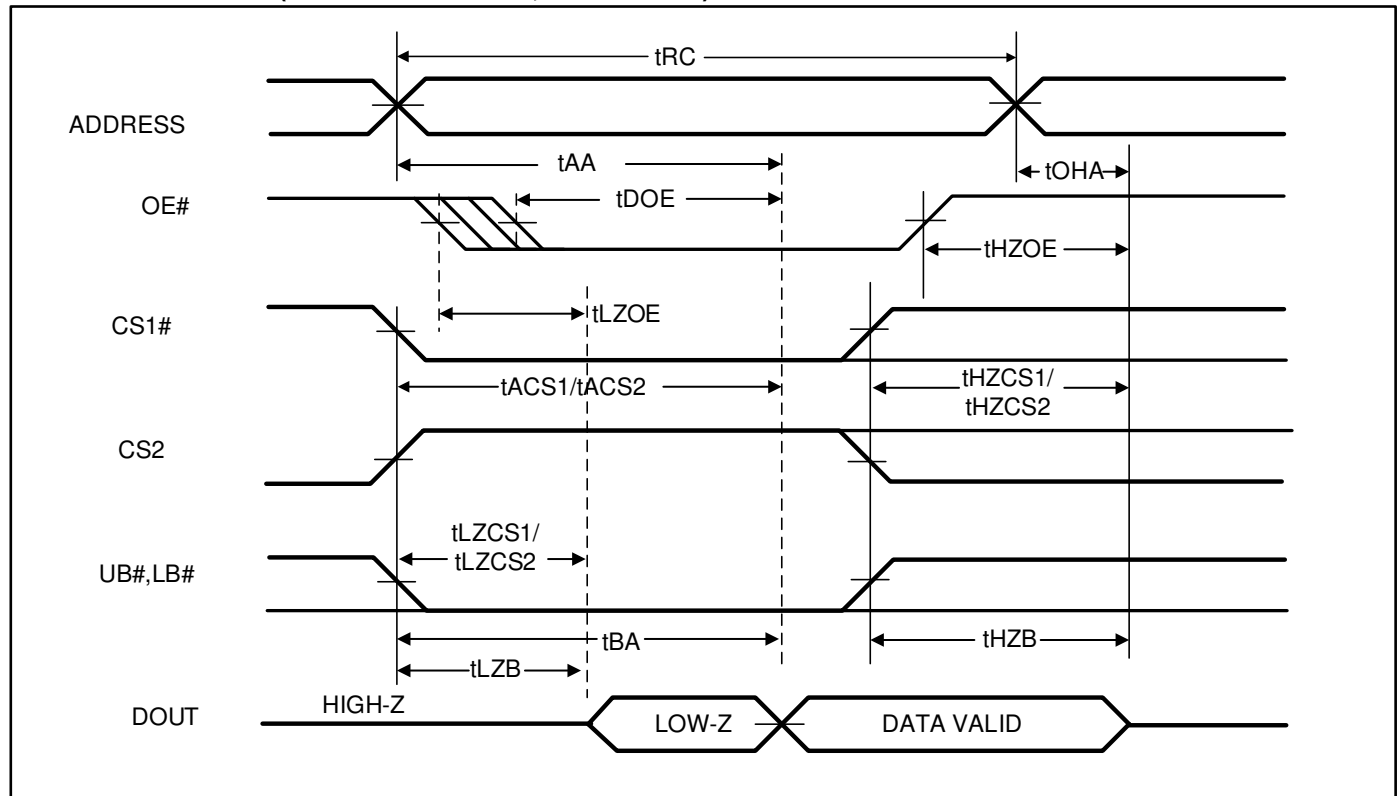 tRC
ADDRESS
tAA
tOHA
OE#
tDOE
tHZOE
tLZOE
CS1#
tACS1/tACS2
tHZCS1/
tHZCS2
CS2
tLZCS1/
tLZCS2
UB#,LB#
tBA
tHZB
tLZB
HIGH-Z
DOUT
LOW-Z
DATA VALID